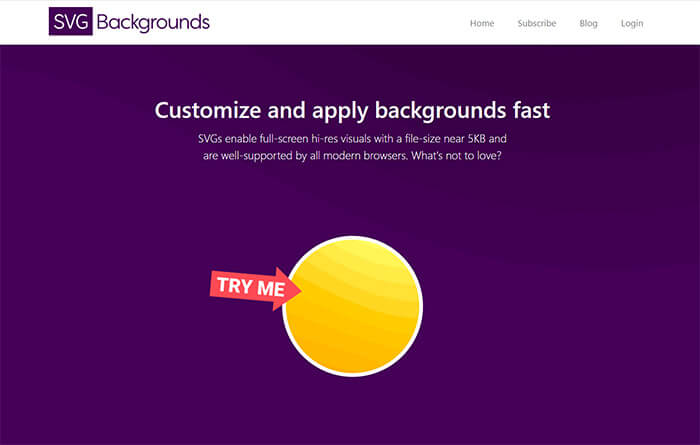 SVG Backgrounds
Home Subscribe Blog Login
Customize and apply backgrounds fast
SVGs enable full-screen hi-res visuals with a file-size near 5KB and
are well-supported by all modern browsers. What's not to love?
TRY ME